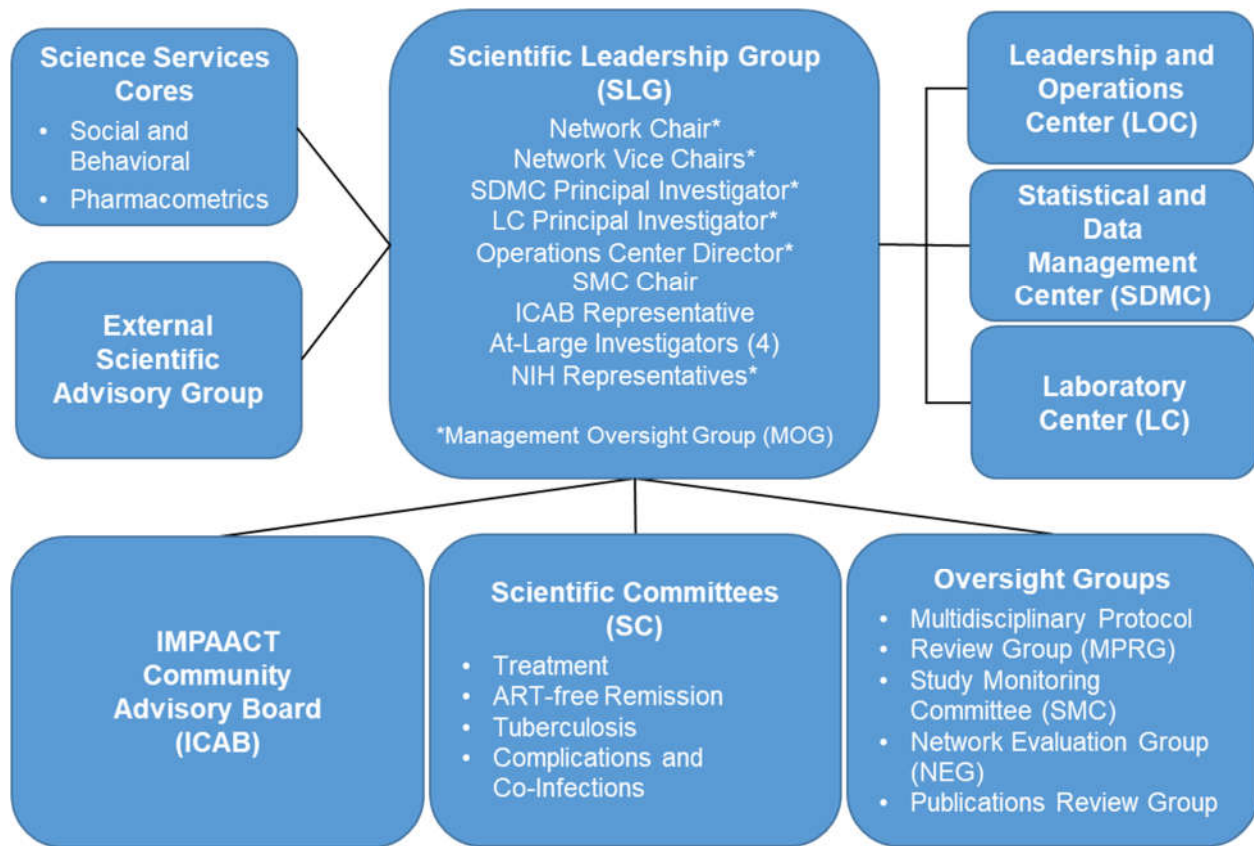 Science Services
Cores
• Social and
Behavioral
• Pharmacometrics
External
Scientific
Advisory Group
Scientific Leadership Group
(SLG)
Network Chair*
Network Vice Chairs*
SDMC Principal Investigator*
LC Principal Investigator*
Operations Center Director*
SMC Chair
ICAB Representative
At-Large Investigators (4)
NIH Representatives*
*Management Oversight Group (MOG)
Leadership and
Operations
Center (LOC)
Statistical and
Data
Management
Center (SDMC)
Laboratory
Center (LC)
IMPAACT
Community
Advisory Board
(ICAB)
Scientific Committees
(SC)
• Treatment
• ART-free Remission
• Tuberculosis
• Complications and
Co-Infections
Oversight Groups
• Multidisciplinary Protocol
• Review Group (MPRG)
• Study Monitoring
Committee (SMC)
• Network Evaluation Group
(NEG)
• Publications Review Group